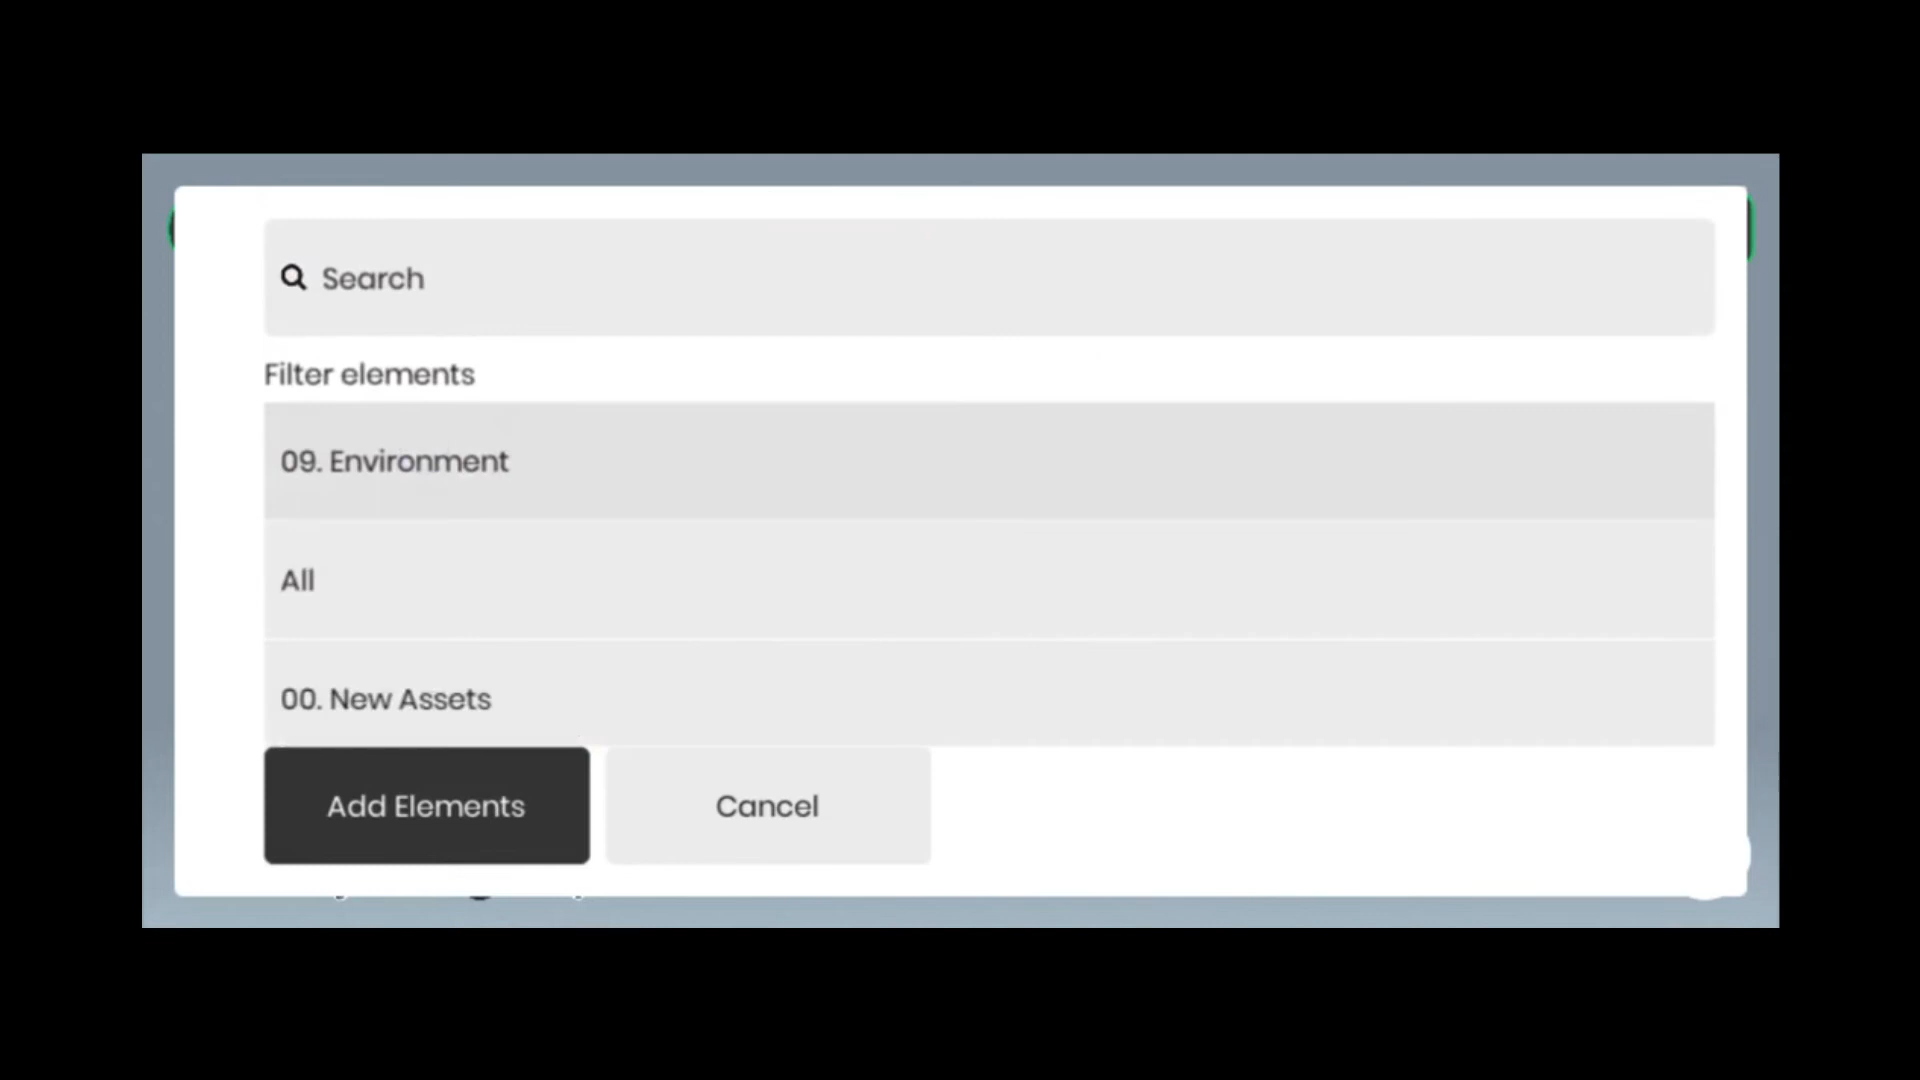 Search
Filter elements
09. Environment
All
00. New Assets
Add Elements
Cancel